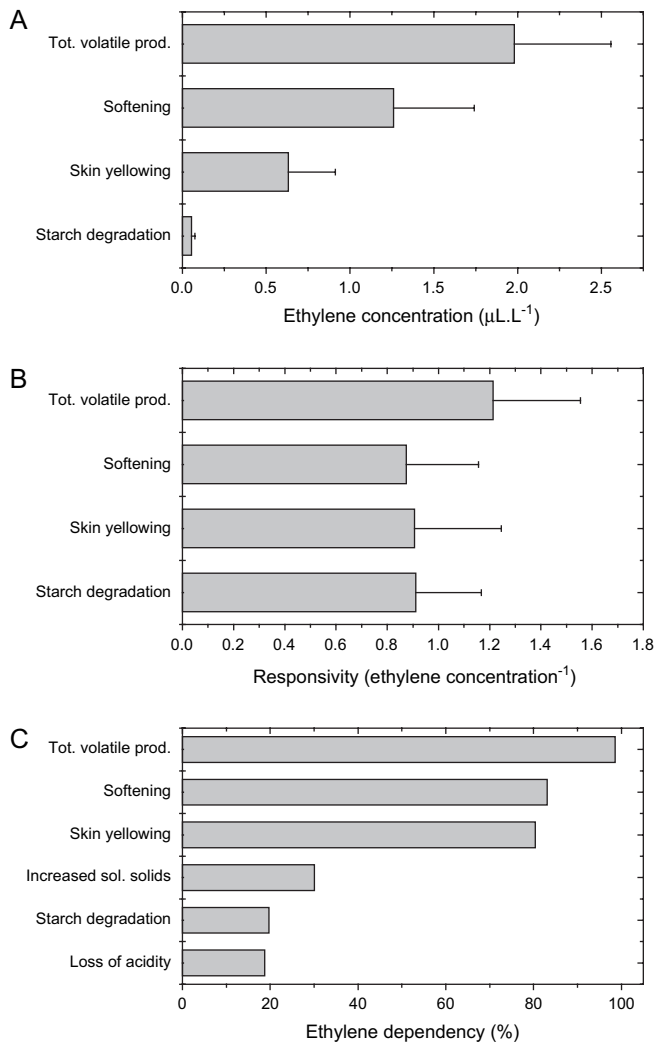 A
Tot. volatile prod.
Softening
Skin yellowing
Starch degradation
0.0 0.5 1.0 1.5 2.0 2.5
Ethylene concentration (μL.L⁻¹)
B
Tot. volatile prod.
Softening
Skin yellowing
Starch degradation
0.0 0.2 0.4 0.6 0.8 1.0 1.2 1.4 1.6 1.8
Responsivity (ethylene concentration⁻¹)
C
Tot. volatile prod.
Softening
Skin yellowing
Increased sol. solids
Starch degradation
Loss of acidity
0 20 40 60 80 100
Ethylene dependency (%)